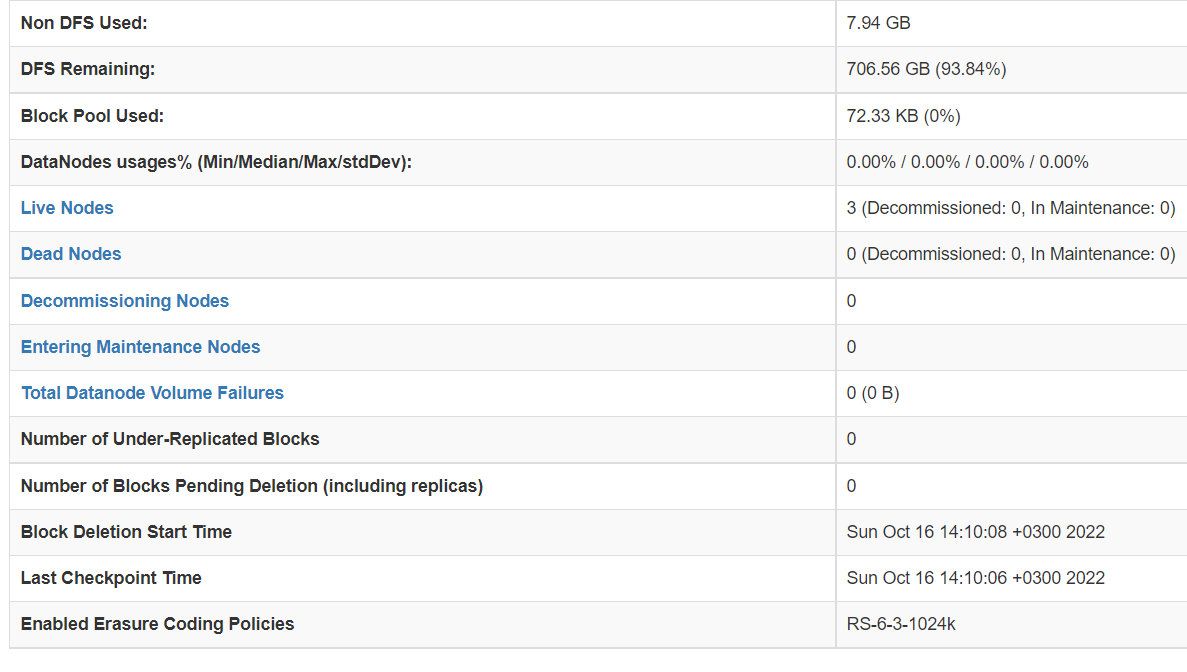 Non DFS Used: 7.94 GB
DFS Remaining: 706.56 GB (93.84%)
Block Pool Used: 72.33 KB (0%)
DataNodes usages% (Min/Median/Max/stdDev): 0.00% / 0.00% / 0.00% / 0.00%
Live Nodes 3 (Decommissioned: 0, In Maintenance: 0)
Dead Nodes 0 (Decommissioned: 0, In Maintenance: 0)
Decommissioning Nodes 0
Entering Maintenance Nodes 0
Total Datanode Volume Failures 0 (0 B)
Number of Under-Replicated Blocks 0
Number of Blocks Pending Deletion (including replicas) 0
Block Deletion Start Time Sun Oct 16 14:10:08 +0300 2022
Last Checkpoint Time Sun Oct 16 14:10:06 +0300 2022
Enabled Erasure Coding Policies RS-6-3-1024k